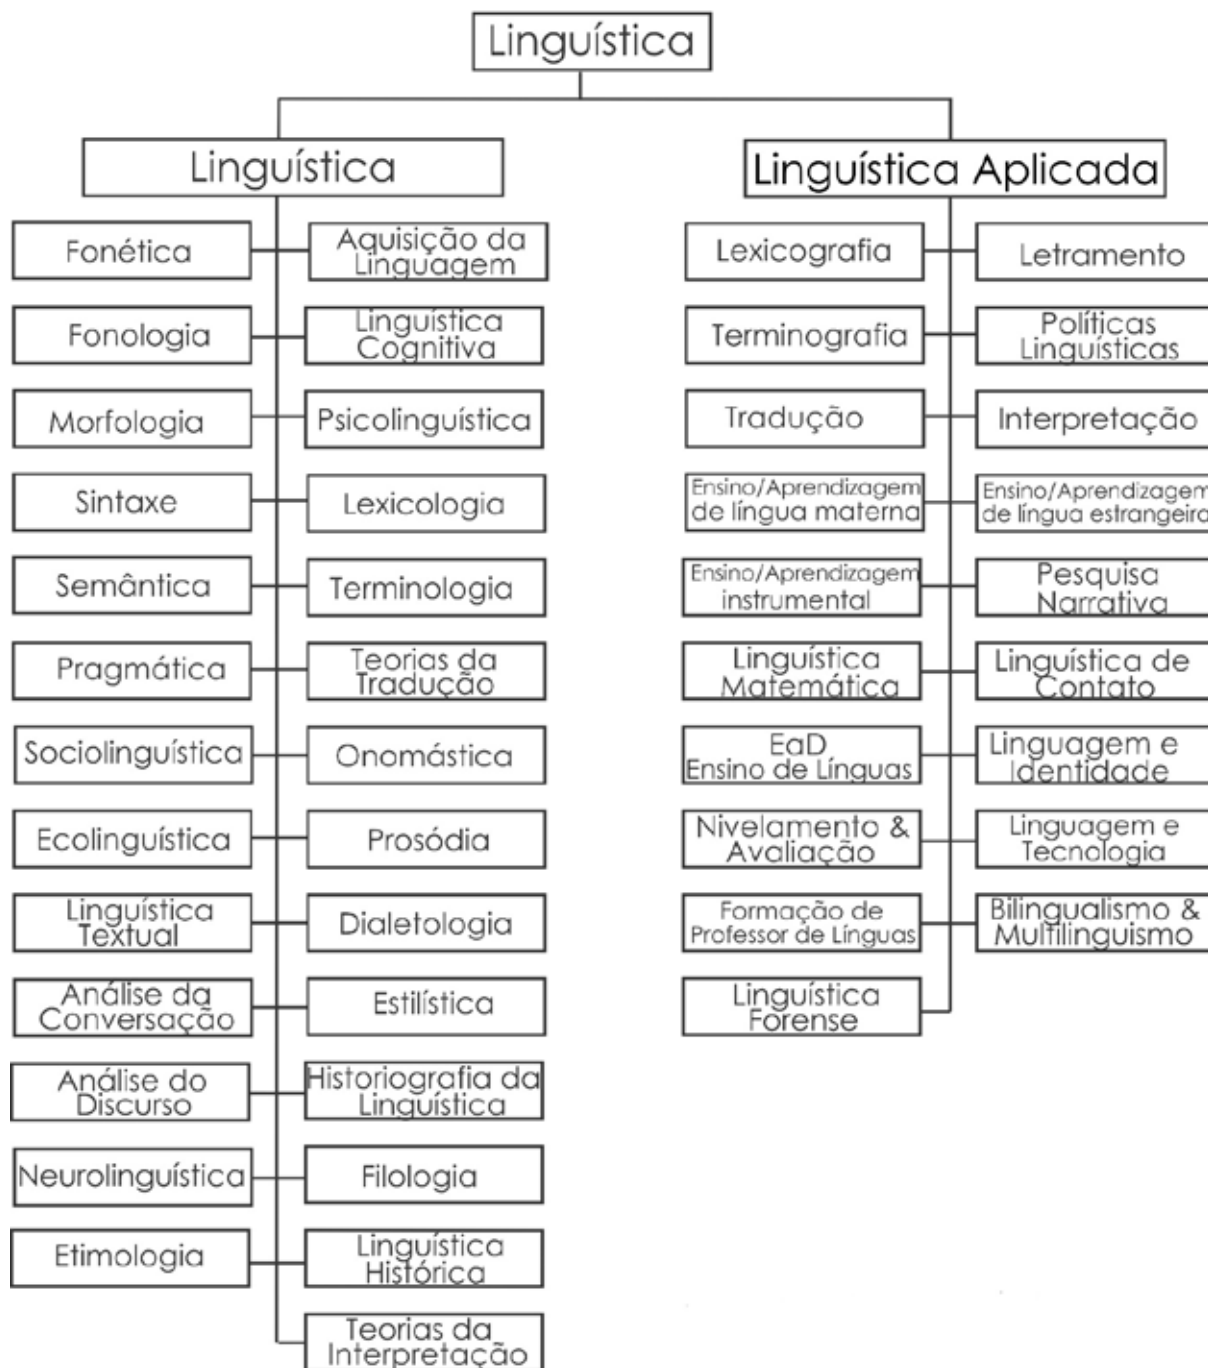 Linguística
Linguística
Linguística Aplicada
Fonética
Aquisição da
Linguagem
Fonologia
Linguística
Cognitiva
Morfologia
Psicolinguística
Sintaxe
Lexicologia
Semântica
Terminologia
Pragmática
Teorias da
Tradução
Sociolinguística
Onomástica
Ecolinguística
Prosódia
Linguística
Textual
Dialetologia
Análise da
Conversação
Estilística
Análise do
Discurso
Historiografia da
Linguística
Neurolinguística
Filologia
Etimologia
Linguística
Histórica
Teorias da
Interpretação
Lexicografia
Letramento
Terminografia
Políticas
Linguísticas
Tradução
Interpretação
Ensino/Aprendizagem
de língua materna
Ensino/Aprendizagem
de língua estrangeira
Ensino/Aprendizagem
instrumental
Pesquisa
Narrativa
Linguística
Matemática
Linguística de
Contato
EaD
Ensino de Línguas
Linguagem e
Identidade
Nivelamento &
Avaliação
Linguagem e
Tecnologia
Formação de
Professor de Línguas
Bilingualismo &
Multilinguismo
Linguística
Forense